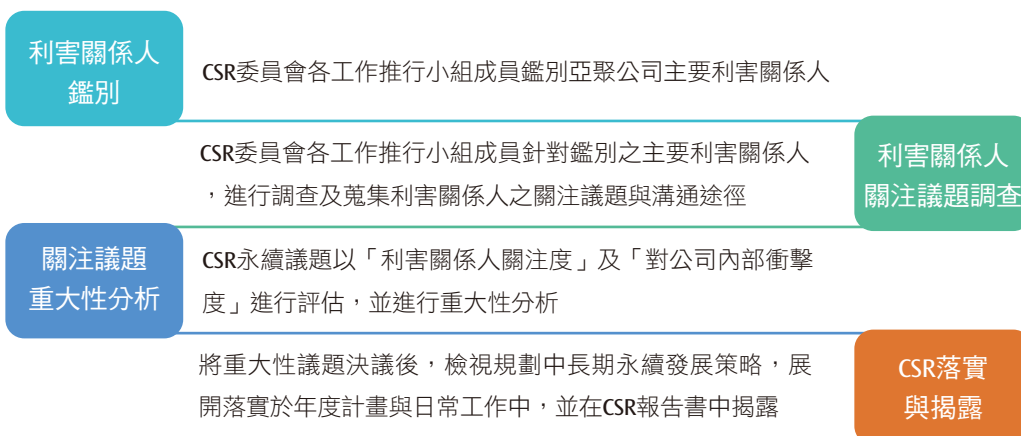 利害關係人
鑑別
CSR委員會各工作推行小組成員鑑別亞聚公司主要利害關係人
CSR委員會各工作推行小組成員針對鑑別之主要利害關係人
，進行調查及蒐集利害關係人之關注議題與溝通途徑
利害關係人
關注議題調查
關注議題
重大性分析
CSR永續議題以「利害關係人關注度」及「對公司內部衝擊
度」進行評估，並進行重大性分析
將重大性議題決議後，檢視規劃中長期永續發展策略，展
開落實於年度計畫與日常工作中，並在CSR報告書中揭露
CSR落實
與揭露